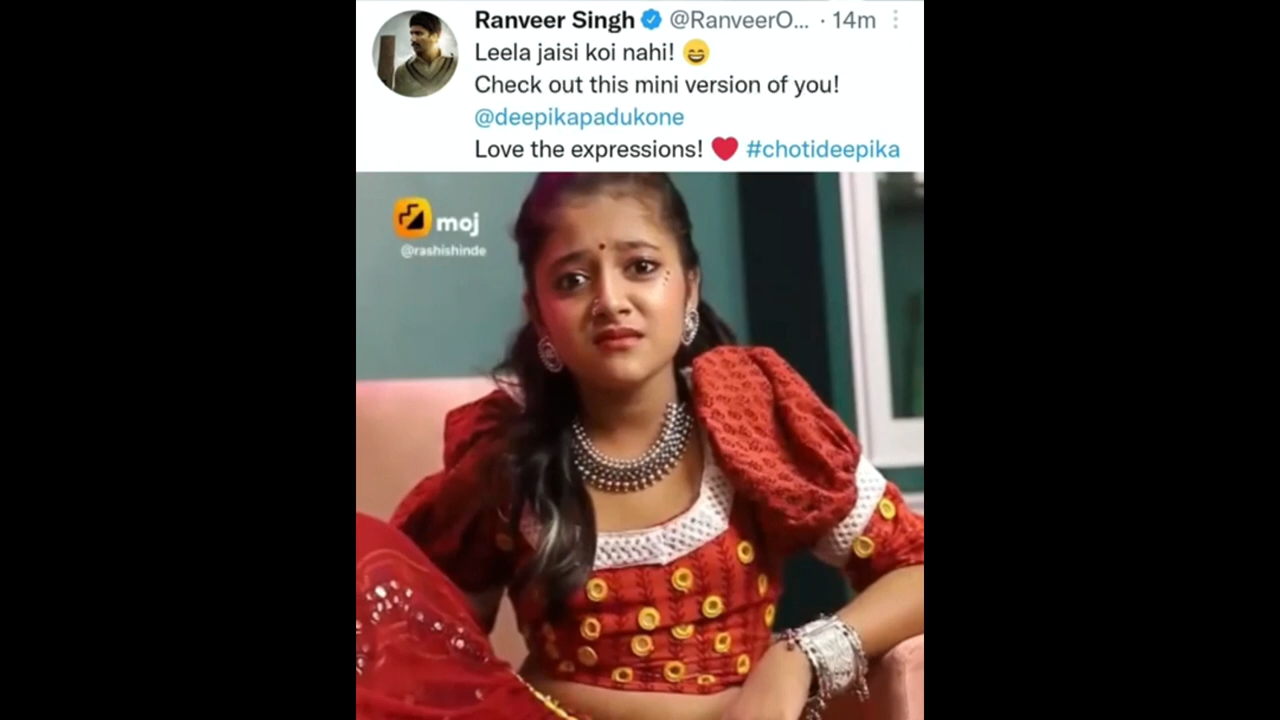 Ranveer Singh @RanveerO... · 14m
Leela jaisi koi nahi! 😄
Check out this mini version of you!
@deepikapadukone
Love the expressions! ❤️ #chotideepika
moj
@rashishinde